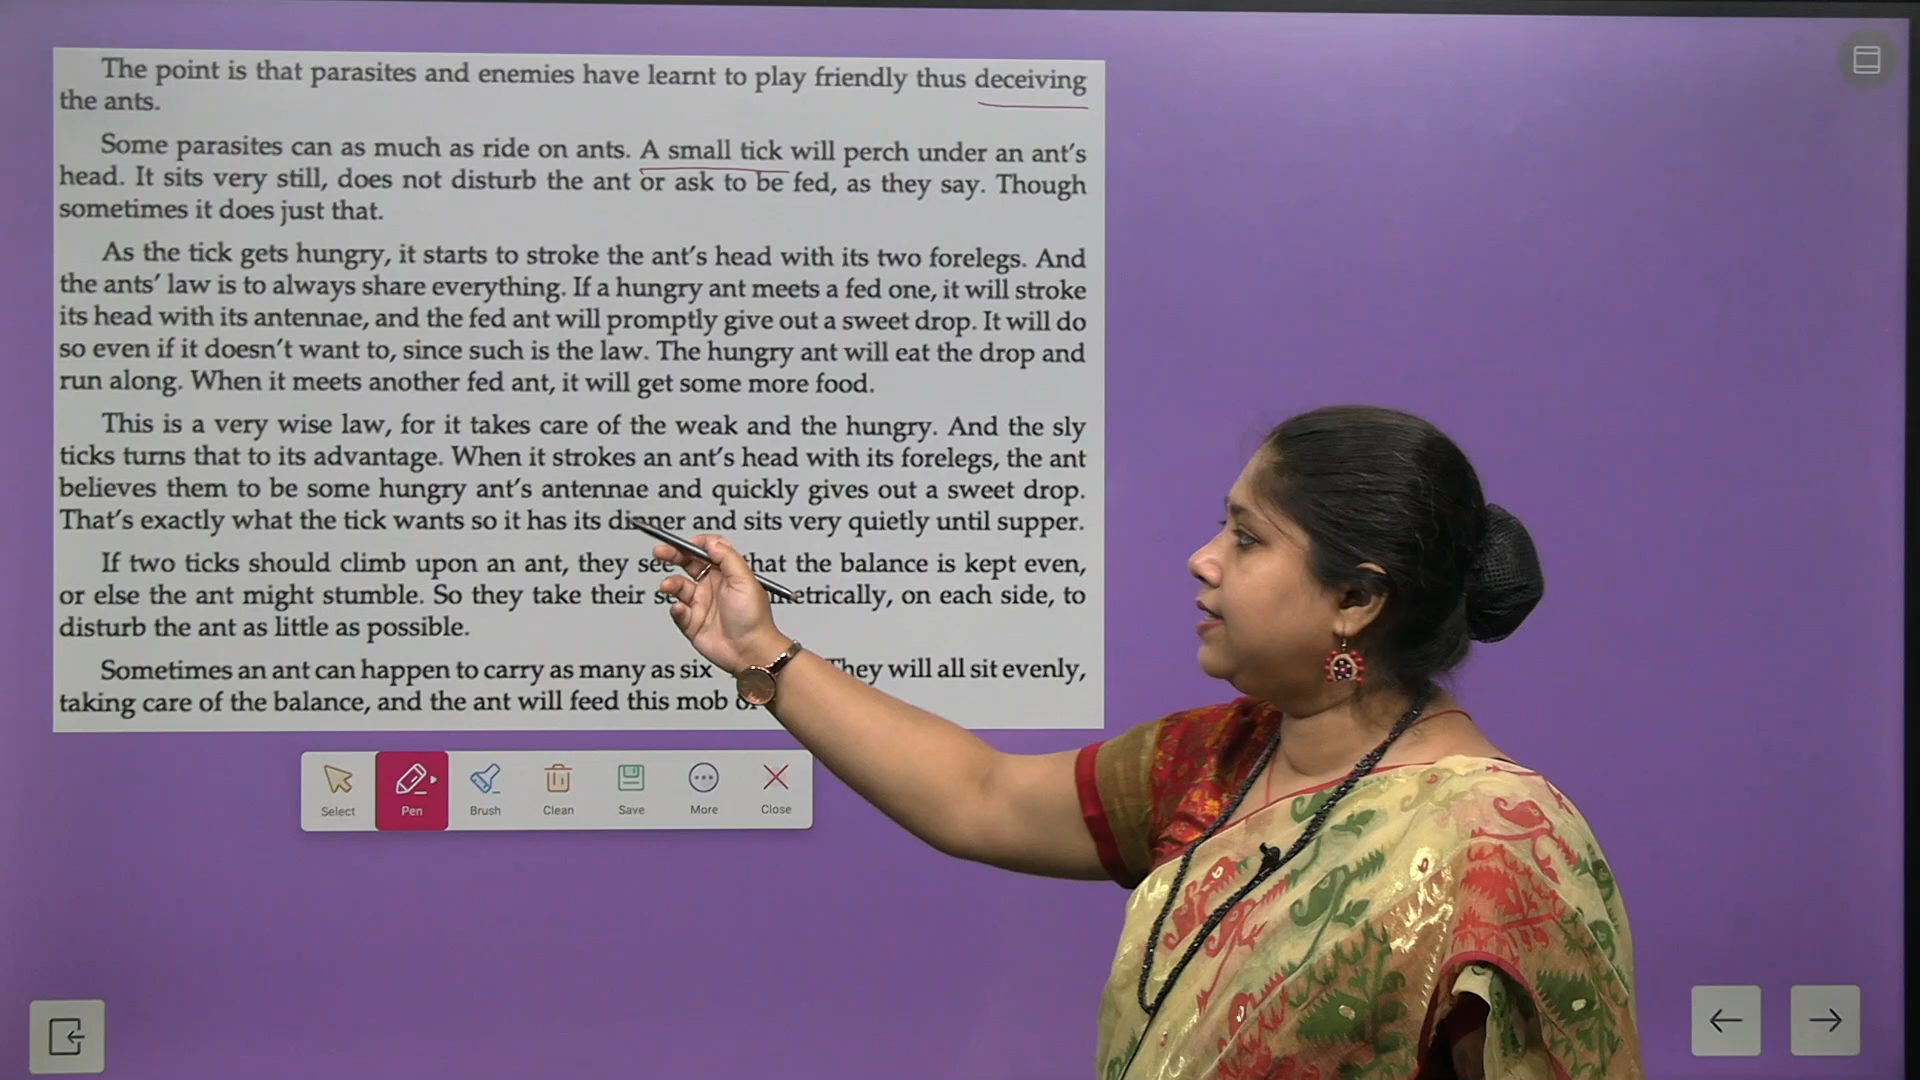 The point is that parasites and enemies have learnt to play friendly thus deceiving
the ants.
Some parasites can as much as ride on ants. A small tick will perch under an ant's
head. It sits very still, does not disturb the ant or ask to be fed, as they say. Though
sometimes it does just that.
As the tick gets hungry, it starts to stroke the ant's head with its two forelegs. And
the ants' law is to always share everything. If a hungry ant meets a fed one, it will stroke
its head with its antennae, and the fed ant will promptly give out a sweet drop. It will do
so even if it doesn't want to, since such is the law. The hungry ant will eat the drop and
run along. When it meets another fed ant, it will get some more food.
This is a very wise law, for it takes care of the weak and the hungry. And the sly
ticks turns that to its advantage. When it strokes an ant's head with its forelegs, the ant
believes them to be some hungry ant's antennae and quickly gives out a sweet drop.
That's exactly what the tick wants so it has its dinner and sits very quietly until supper.
If two ticks should climb upon an ant, they see that the balance is kept even,
or else the ant might stumble. So they take their on each side, to
disturb the ant as little as possible.
Sometimes an ant can happen to carry as many as six They will all sit evenly,
taking care of the balance, and the ant will feed this mob
Select Pen Brush Clean Save More Close